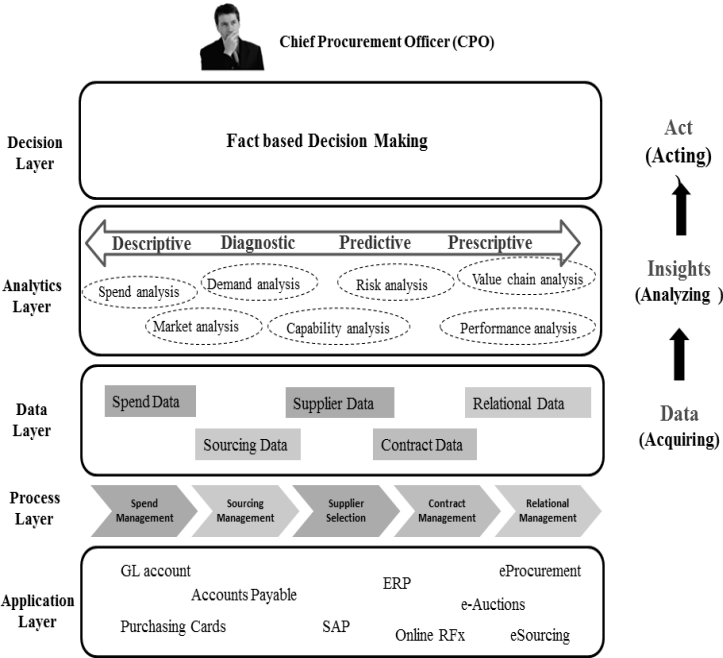 Chief Procurement Officer (CPO)
Decision
Layer
Fact based Decision Making
Act
(Acting)
)
Analytics
Layer
Descriptive Diagnostic Predictive Prescriptive
Spend analysis
Demand analysis
Risk analysis
Value chain analysis
Market analysis
Capability analysis
Performance analysis
Insights
(Analyzing )
Data
Layer
Spend Data
Supplier Data
Relational Data
Sourcing Data
Contract Data
Data
(Acquiring)
Process
Layer
Spend
Management
Sourcing
Management
Supplier
Selection
Contract
Management
Relational
Management
Application
Layer
GL account
Accounts Payable
ERP
eProcurement
e-Auctions
Purchasing Cards
SAP
Online RFx
eSourcing